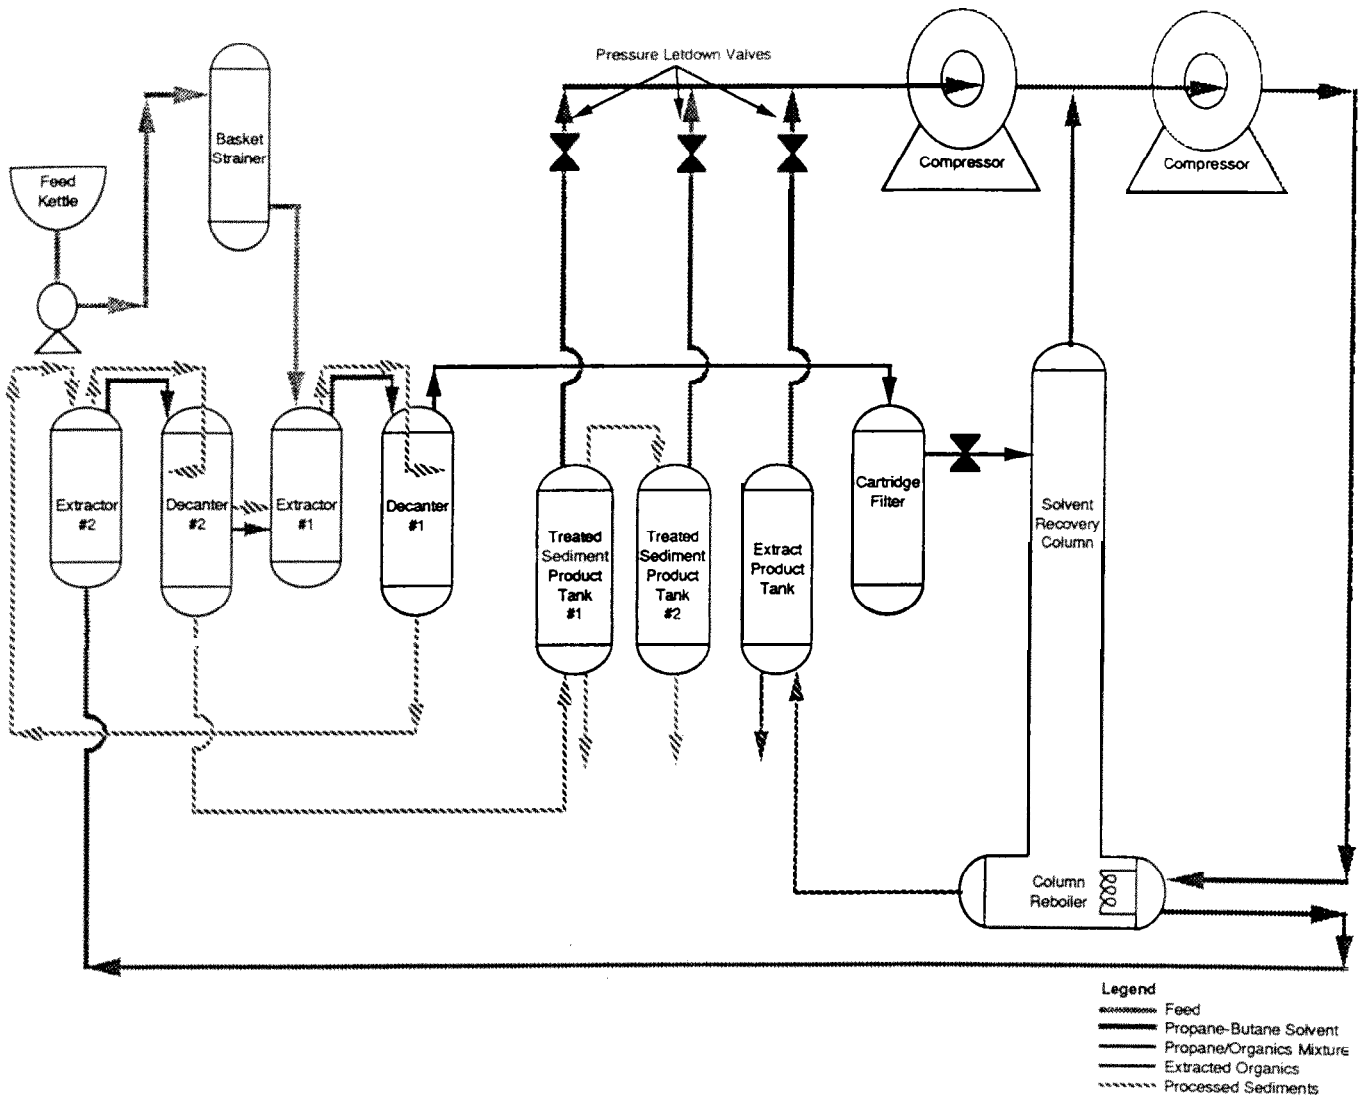 Pressure Letdown Valves
Basket
Strainer
Feed
Kettle
Compressor
Compressor
Extractor
#2
Decanter
#2
Extractor
#1
Decanter
#1
Treated
Sediment
Product
Tank
#1
Treated
Sediment
Product
Tank
#2
Extract
Product
Tank
Cartridge
Filter
Solvent
Recovery
Column
Column
Reboiler
Legend
Feed
Propane-Butane Solvent
Propane/Organics Mixture
Extracted Organics
Processed Sediments